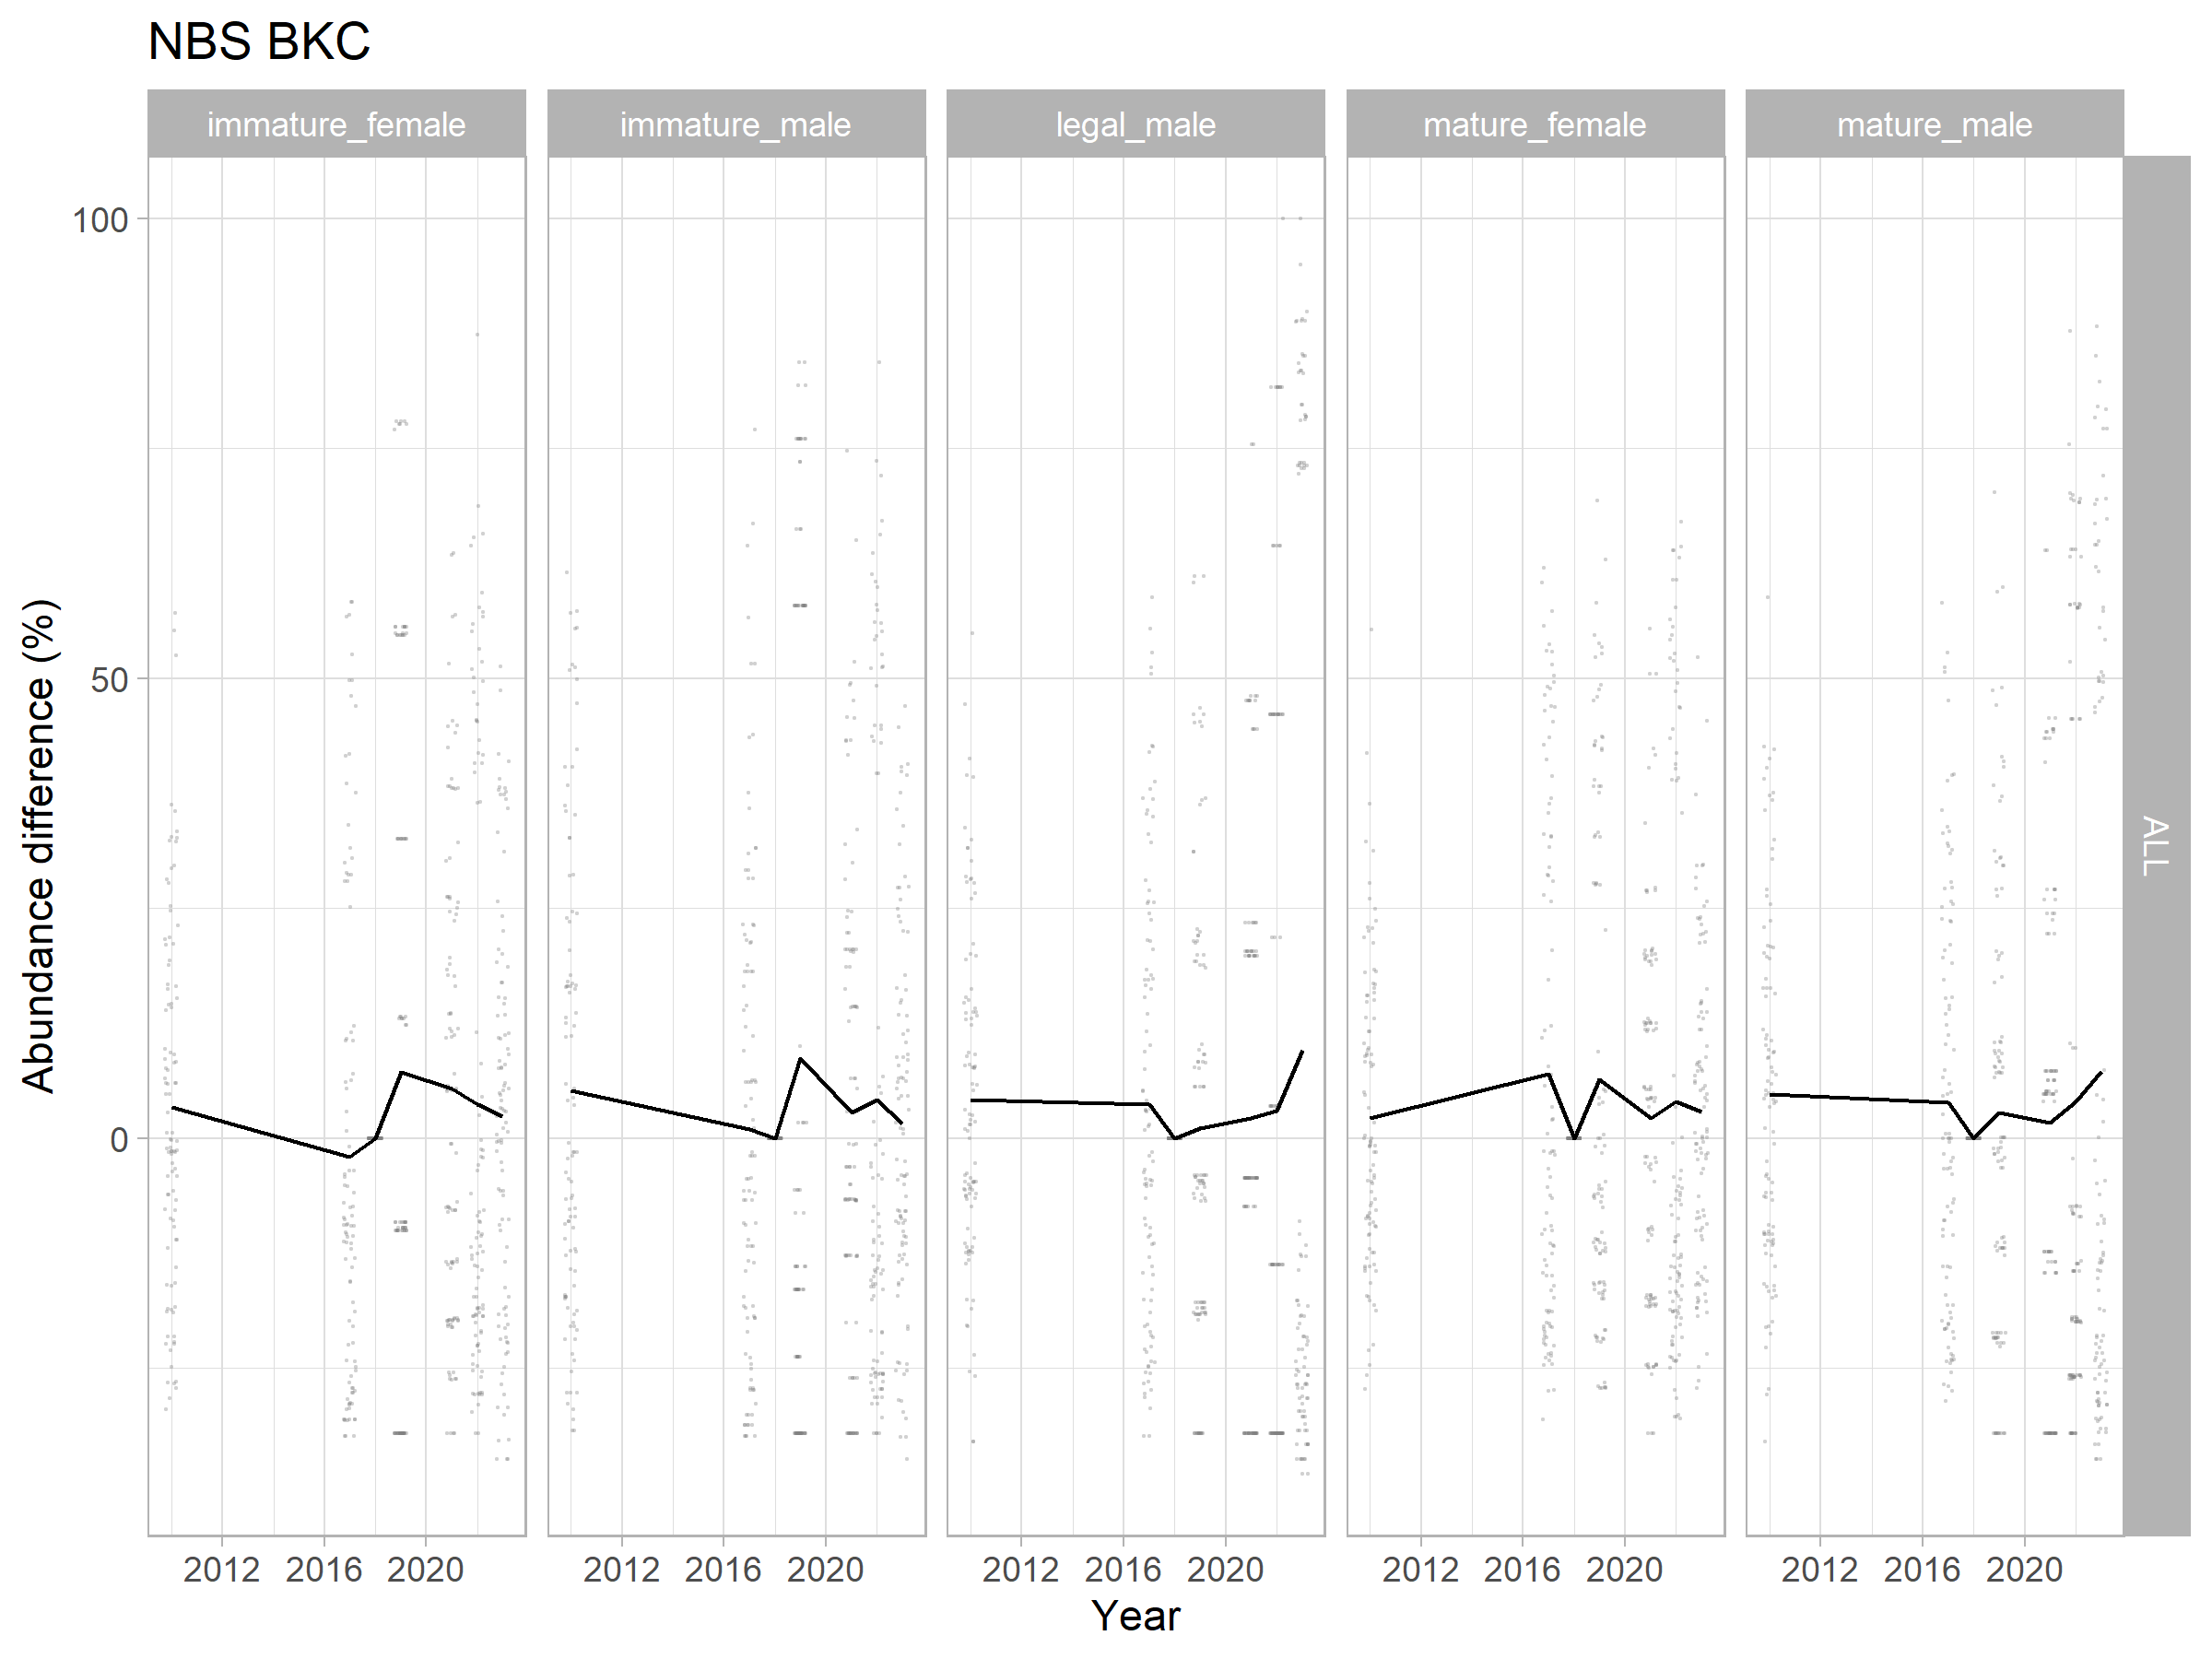 NBS BKC
immature_female immature_male legal_male mature_female mature_male
100
50
0
Abundance difference (%)
ALL
2012 2016 2020 2012 2016 2020 2012 2016 2020 2012 2016 2020 2012 2016 2020
Year